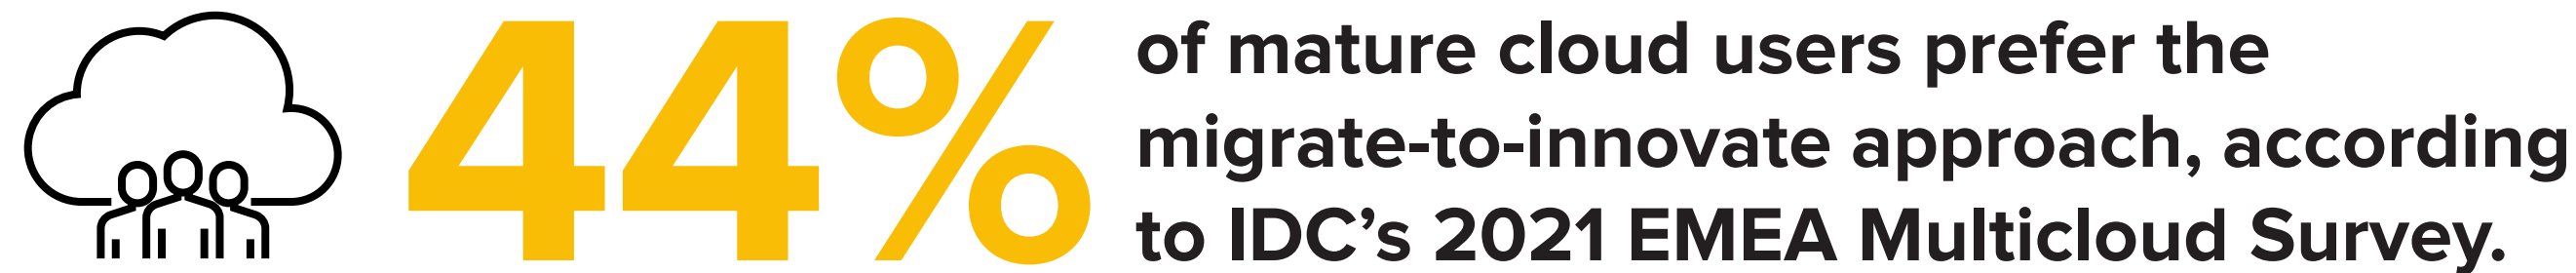 44%
of mature cloud users prefer the
migrate-to-innovate approach, according
to IDC’s 2021 EMEA Multicloud Survey.